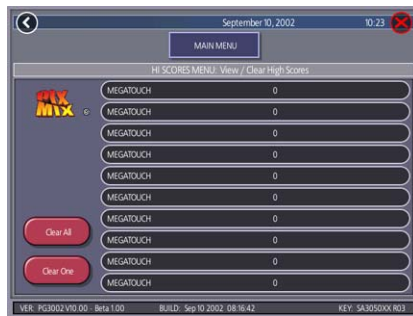 September 10, 2002 10:23
MAIN MENU
HI SCORES MENU: View / Clear High Scores
PIX MIX
MEGATOUCH 0
MEGATOUCH 0
MEGATOUCH 0
MEGATOUCH 0
MEGATOUCH 0
MEGATOUCH 0
MEGATOUCH 0
MEGATOUCH 0
MEGATOUCH 0
MEGATOUCH 0
Clear All
Clear One
VER: PG3002 V10.00 - Beta 1.00 BUILD: Sep 10 2002 08:16:42 KEY: SA3050XX R03